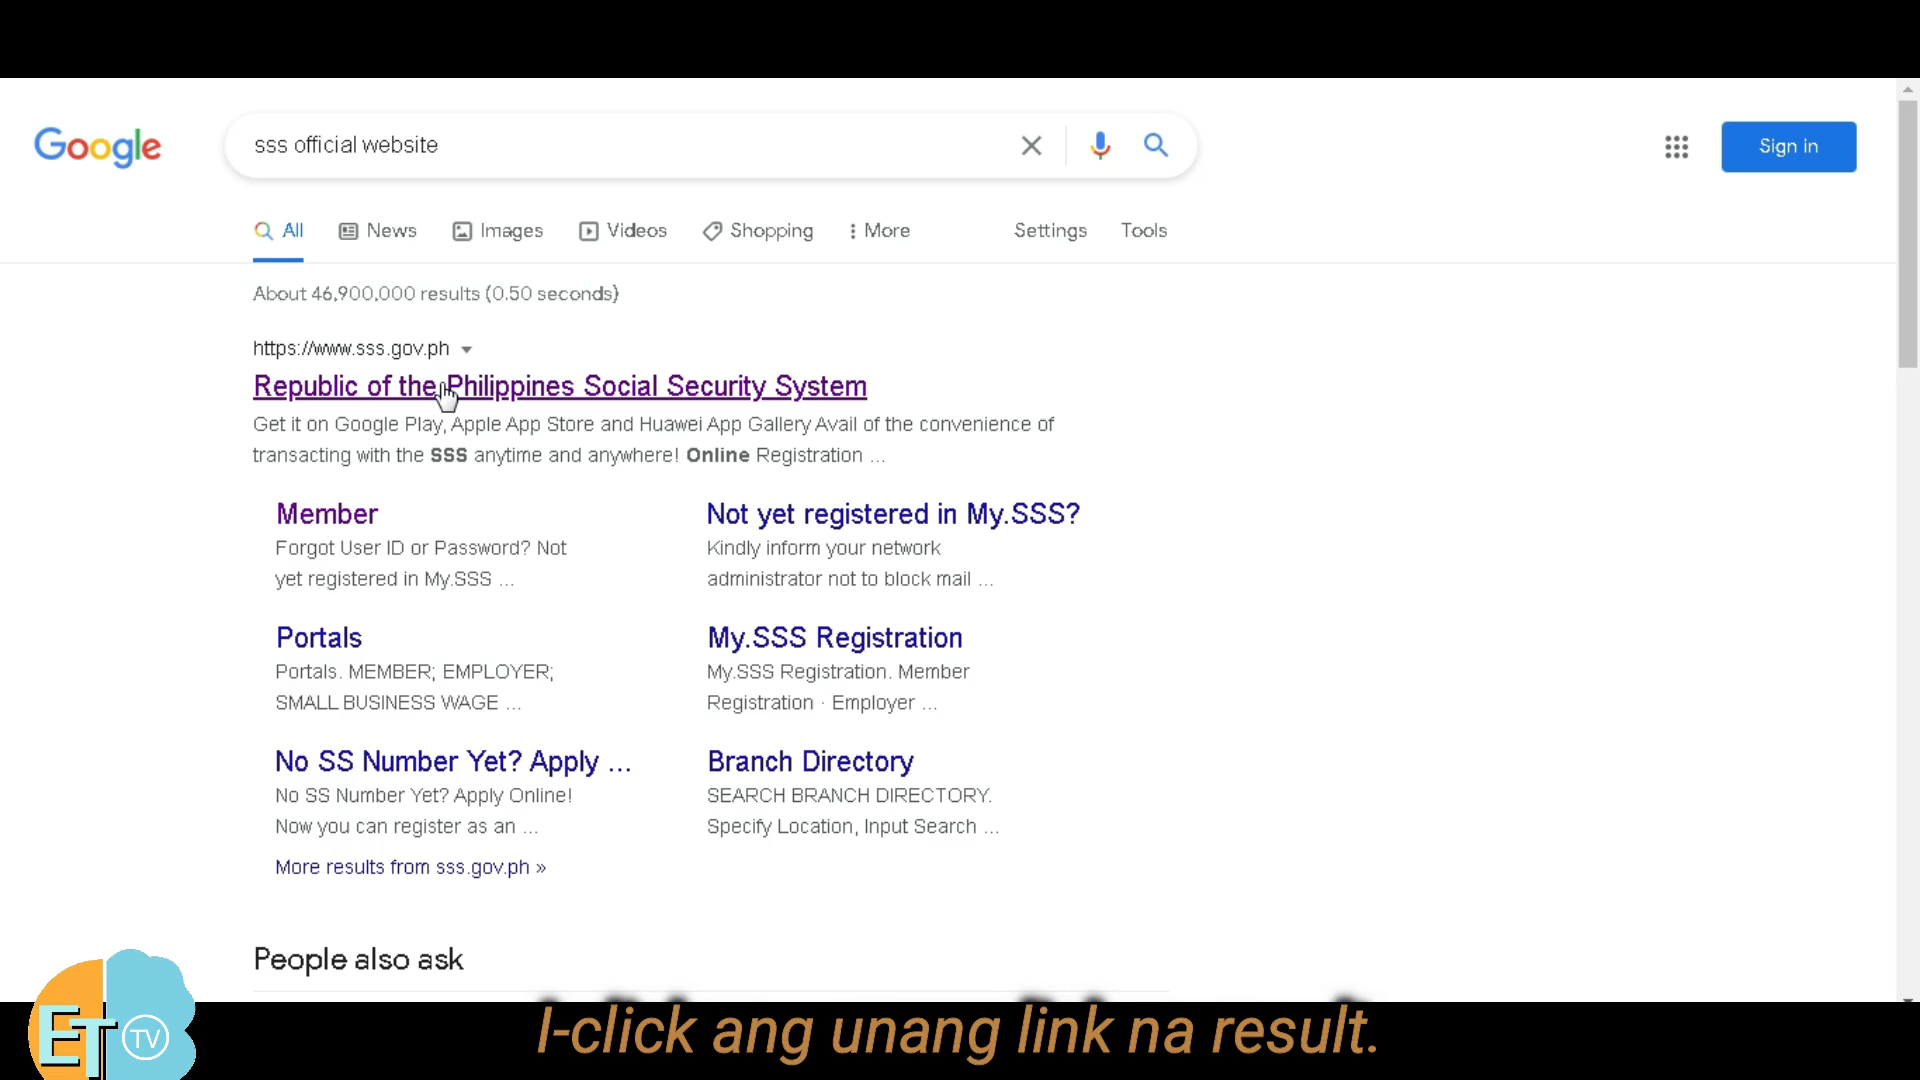 Google
sss official website
Sign in
All News Images Videos Shopping More Settings Tools
About 46,900,000 results (0.50 seconds)
https://www.sss.gov.ph
Republic of the Philippines Social Security System
Get it on Google Play, Apple App Store and Huawei App Gallery Avail of the convenience of
transacting with the SSS anytime and anywhere! Online Registration ...
Member
Forgot User ID or Password? Not
yet registered in My.SSS ...
Not yet registered in My.SSS?
Kindly inform your network
administrator not to block mail ...
Portals
Portals. MEMBER; EMPLOYER;
SMALL BUSINESS WAGE ...
My.SSS Registration
My.SSS Registration. Member
Registration · Employer ...
No SS Number Yet? Apply ...
No SS Number Yet? Apply Online!
Now you can register as an ...
Branch Directory
SEARCH BRANCH DIRECTORY.
Specify Location, Input Search ...
More results from sss.gov.ph »
People also ask
ET TV
I-click ang unang link na result.